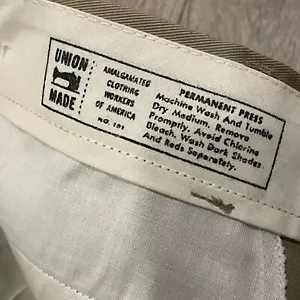 UNION
MADE
AMALGAMATED
CLOTHING
WORKERS
OF AMERICA
NO. 101
PERMANENT PRESS
Machine Wash And Tumble
Dry Medium, Remove
Promptly. Avoid Chlorine
Bleach. Wash Dark Shades
And Reds Separately.